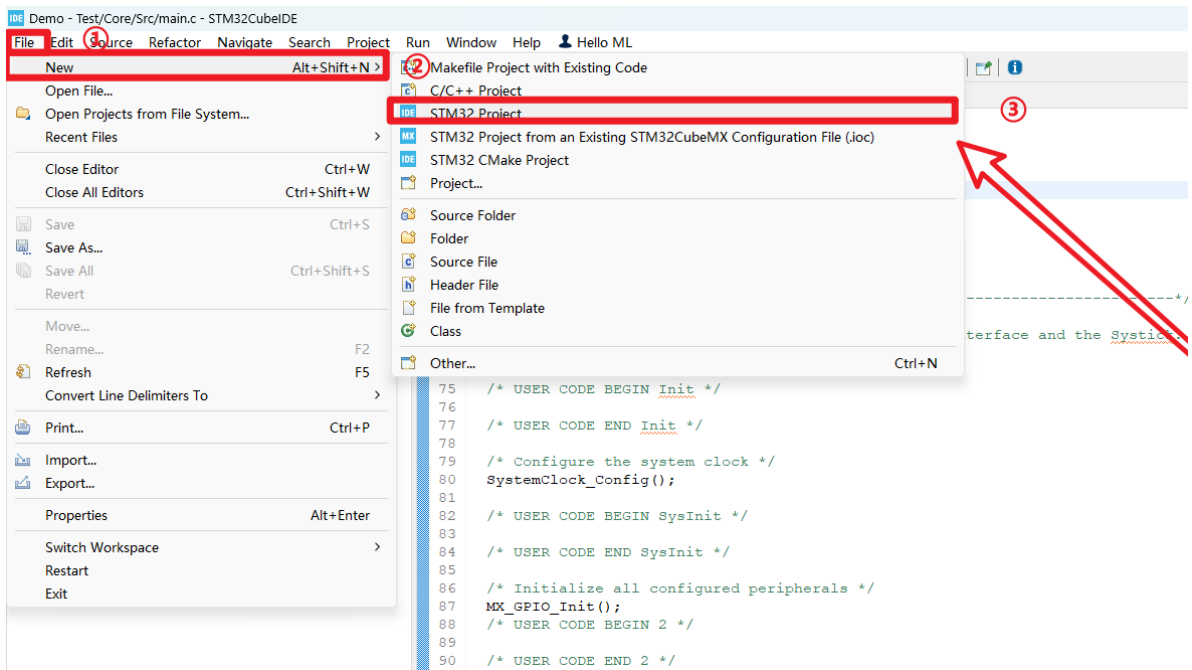 IDE Demo - Test/Core/Src/main.c - STM32CubeIDE
File Edit Source Refactor Navigate Search Project Run Window Help Hello ML
①
New Alt+Shift+N >
Open File...
Open Projects from File System...
Recent Files >
Close Editor Ctrl+W
Close All Editors Ctrl+Shift+W
Save Ctrl+S
Save As...
Save All Ctrl+Shift+S
Revert
Move...
Rename... F2
Refresh F5
Convert Line Delimiters To >
Print... Ctrl+P
Import...
Export...
Properties Alt+Enter
Switch Workspace >
Restart
Exit
②
Makefile Project with Existing Code
C/C++ Project
IDE STM32 Project
MX STM32 Project from an Existing STM32CubeMX Configuration File (.ioc)
IDE STM32 CMake Project
Project...
Source Folder
Folder
Source File
Header File
File from Template
Class
Other... Ctrl+N
③
-----------------------*/
terface and the Systick.
75 /* USER CODE BEGIN Init */
76
77 /* USER CODE END Init */
78
79 /* Configure the system clock */
80 SystemClock_Config();
81
82 /* USER CODE BEGIN SysInit */
83
84 /* USER CODE END SysInit */
85
86 /* Initialize all configured peripherals */
87 MX_GPIO_Init();
88 /* USER CODE BEGIN 2 */
89
90 /* USER CODE END 2 */